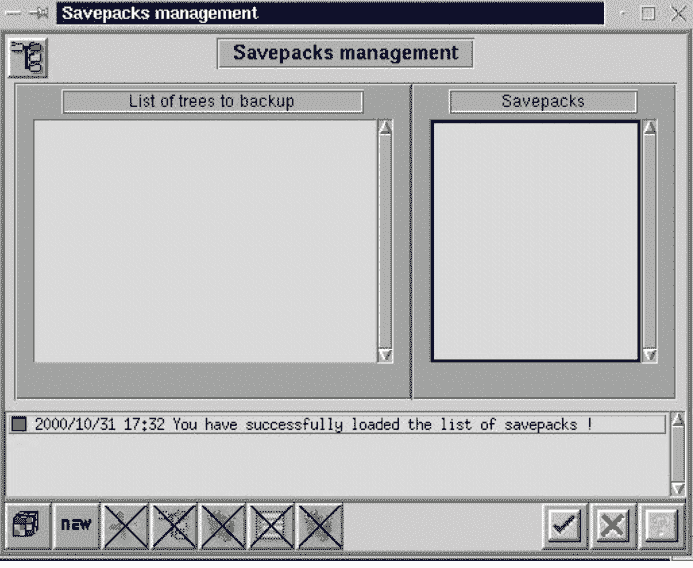 Savepacks management
Savepacks management
List of trees to backup
Savepacks
2000/10/31 17:32 You have successfully loaded the list of savepacks !
new